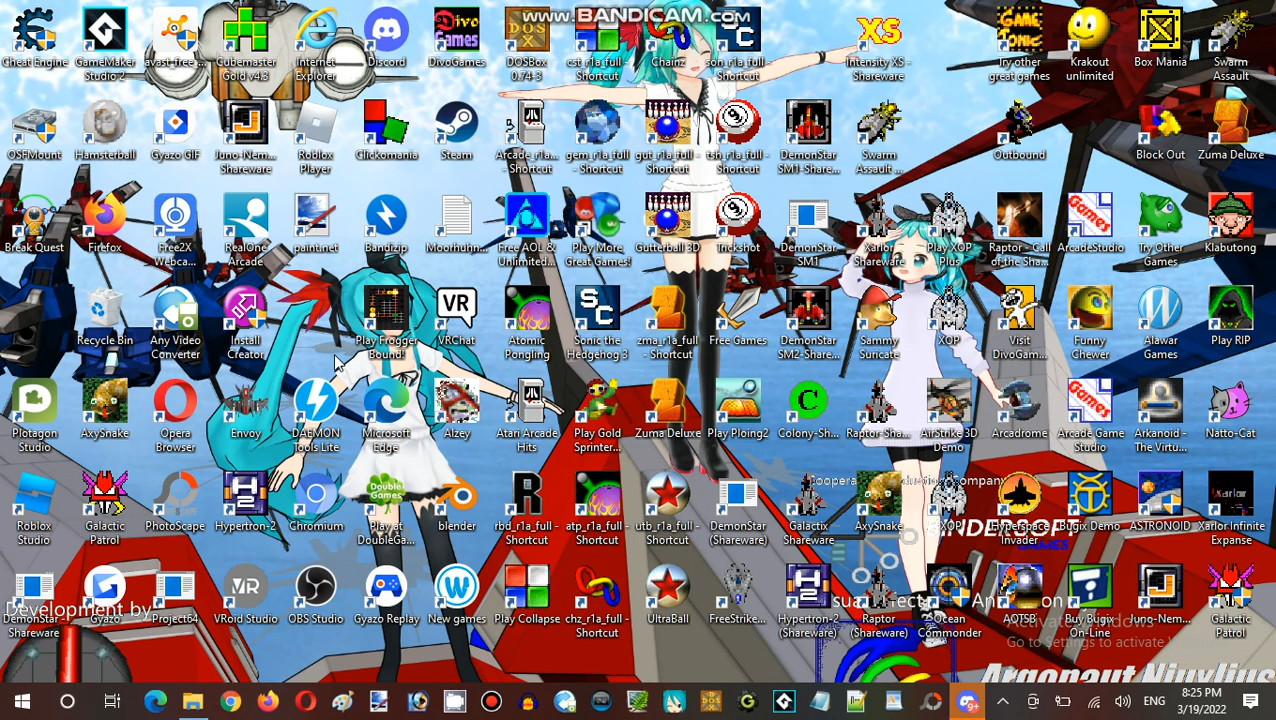 www.BANDICAM.com
Cheat Engine
GameMaker Studio 2
avast_free_...
Cubemaster Gold v4.3
Internet Explorer
Discord
DivoGames
DOSBox 0.74-3
cst_r1a_full - Shortcut
Chainz
son_r1a_full - Shortcut
Intensity XS - Shareware
Try other great games
Krakout unlimited
Box Mania
Swarm Assault
OSFMount
Hamsterball
Gyazo GIF
Juno-Nem... Shareware
Roblox Player
Clickomania
Steam
Arcade_r1a... - Shortcut
gem_r1a_full - Shortcut
gut_r1a_full - Shortcut
tsh_r1a_full - Shortcut
DemonStar SM1-Share...
Swarm Assault ...
Outbound
Block Out
Zuma Deluxe
Break Quest
Firefox
Free2X Webca...
RealOne Arcade
paintnet
Bandizip
Moorhuhn...
Free AOL & Unlimited...
Play More Great Games!
Gutterball 3D
Trickshot
DemonStar SM1
Xarlor Shareware
Play XOP Plus
Raptor - Call of the Sha...
ArcadeStudio
Try Other Games
Klabutong
Recycle Bin
Any Video Converter
Install Creator
Play Frogger Bound!
VRChat
Atomic Pongling
Sonic the Hedgehog 3
zma_r1a_full - Shortcut
Free Games
DemonStar SM2-Share...
Sammy Suricate
XOP
Visit DivoGam...
Funny Chewer
Alawar Games
Play RIP
Plotagon Studio
AxySnake
Opera Browser
Envoy
DAEMON Tools Lite
Microsoft Edge
Alzey
Atari Arcade Hits
Play Gold Sprinter...
Zuma Deluxe
Play Ploing2
Colony-Sh...
Raptor-Sha...
AirStrike 3D Demo
Arcadrome
Arcade Game Studio
Arkanoid - The Virtu...
Natto-Cat
Roblox Studio
Galactic Patrol
PhotoScape
Hypertron-2
Chromium
Play at DoubleGa...
blender
rbd_r1a_full - Shortcut
atp_r1a_full - Shortcut
utb_r1a_full - Shortcut
DemonStar (Shareware)
Galactix Shareware
AxySnake
XOP
Hyperspace Invader
Bugix Demo
ASTRONOID
Xarlor Infinite Expanse
DemonStar Shareware
Gyazo
Project64
VRoid Studio
OBS Studio
Gyazo Replay
New games
Play Collapse
chz_r1a_full - Shortcut
UltraBall
FreeStrike...
Hypertron-2 (Shareware)
Raptor (Shareware)
Ocean Commonder
AOTSB
Buy Bugix On-Line
Juno-Nem... Shareware
Galactic Patrol
Development by
GAMES
Activate Windows
Go to Settings to activate
ENG
8:25 PM
3/19/2022